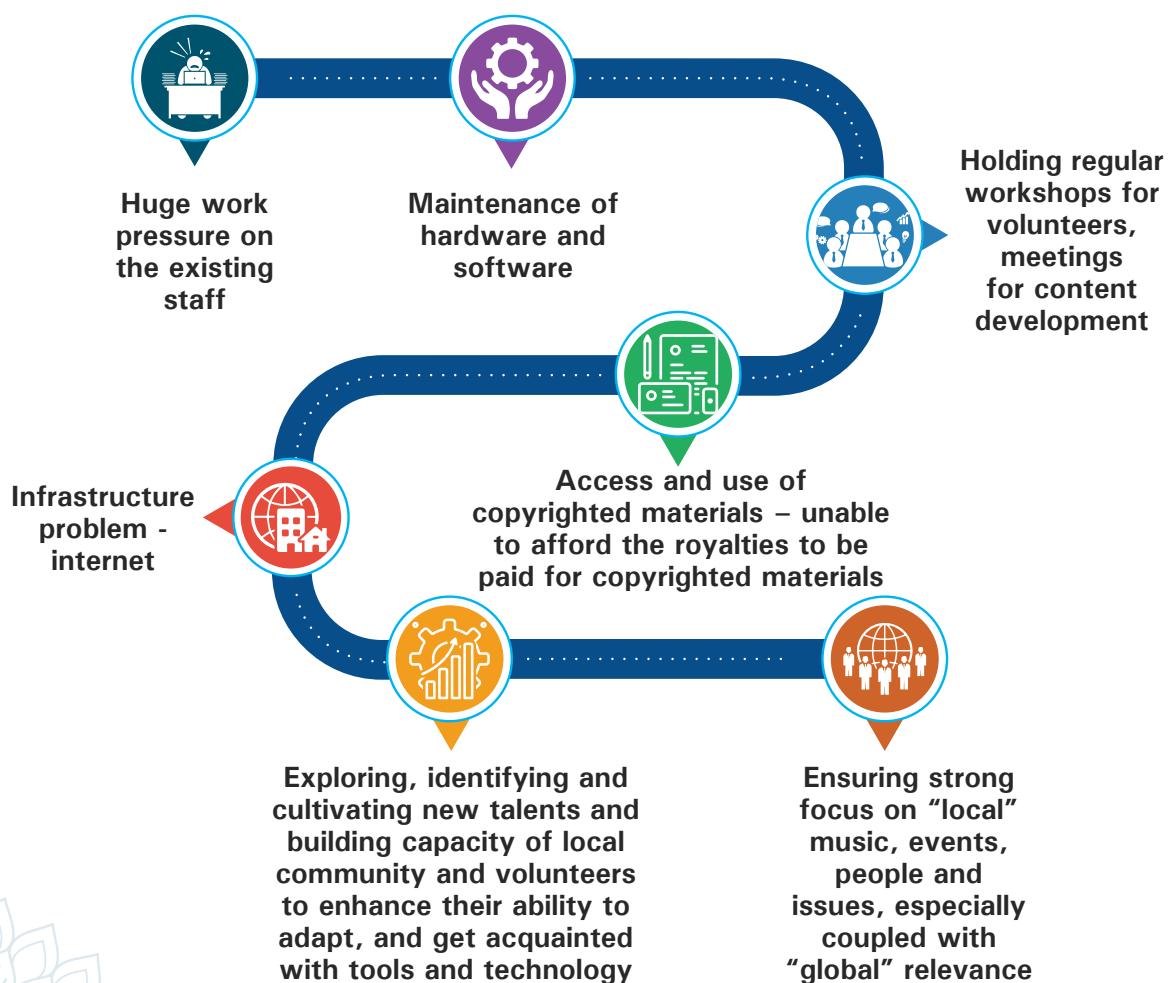 Huge work
pressure on
the existing
staff
Maintenance of
hardware and
software
Holding regular
workshops for
volunteers,
meetings
for content
development
Access and use of
copyrighted materials – unable
to afford the royalties to be
paid for copyrighted materials
Infrastructure
problem -
internet
Exploring, identifying and
cultivating new talents and
building capacity of local
community and volunteers
to enhance their ability to
adapt, and get acquainted
with tools and technology
Ensuring strong
focus on “local”
music, events,
people and
issues, especially
coupled with
“global” relevance